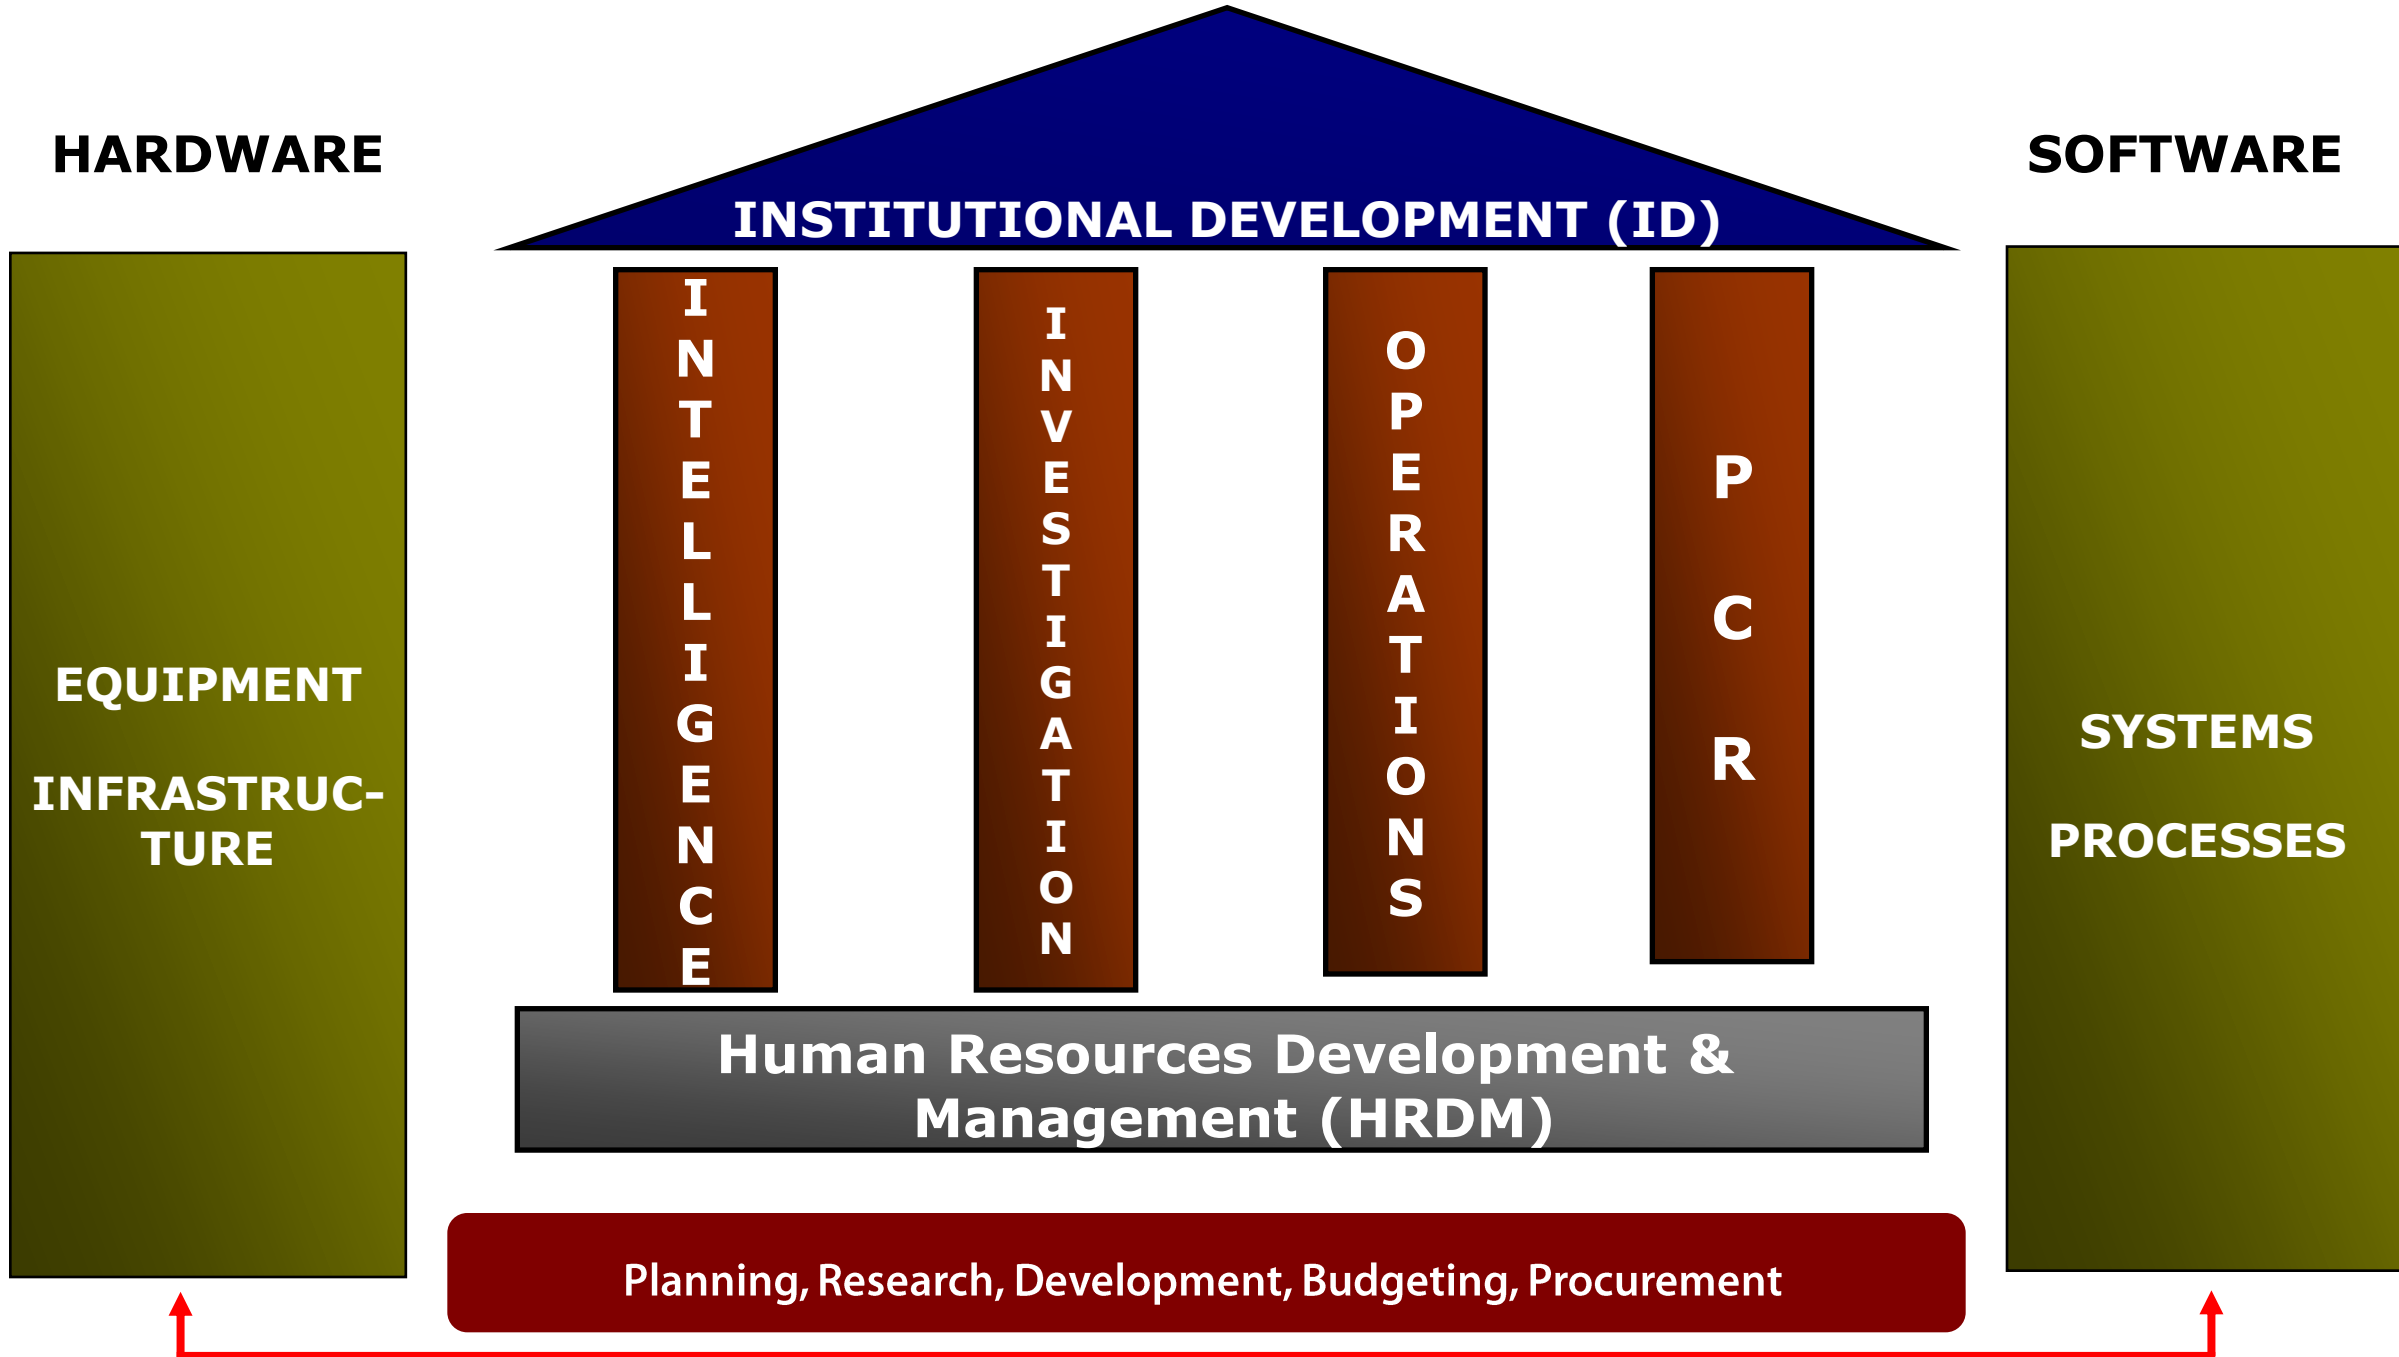 HARDWARE
SOFTWARE
INSTITUTIONAL DEVELOPMENT (ID)
EQUIPMENT
INFRASTRUC-
TURE
INTELLIGENCE
INVESTIGATION
OPERATIONS
PCR
SYSTEMS
PROCESSES
Human Resources Development &
Management (HRDM)
Planning, Research, Development, Budgeting, Procurement